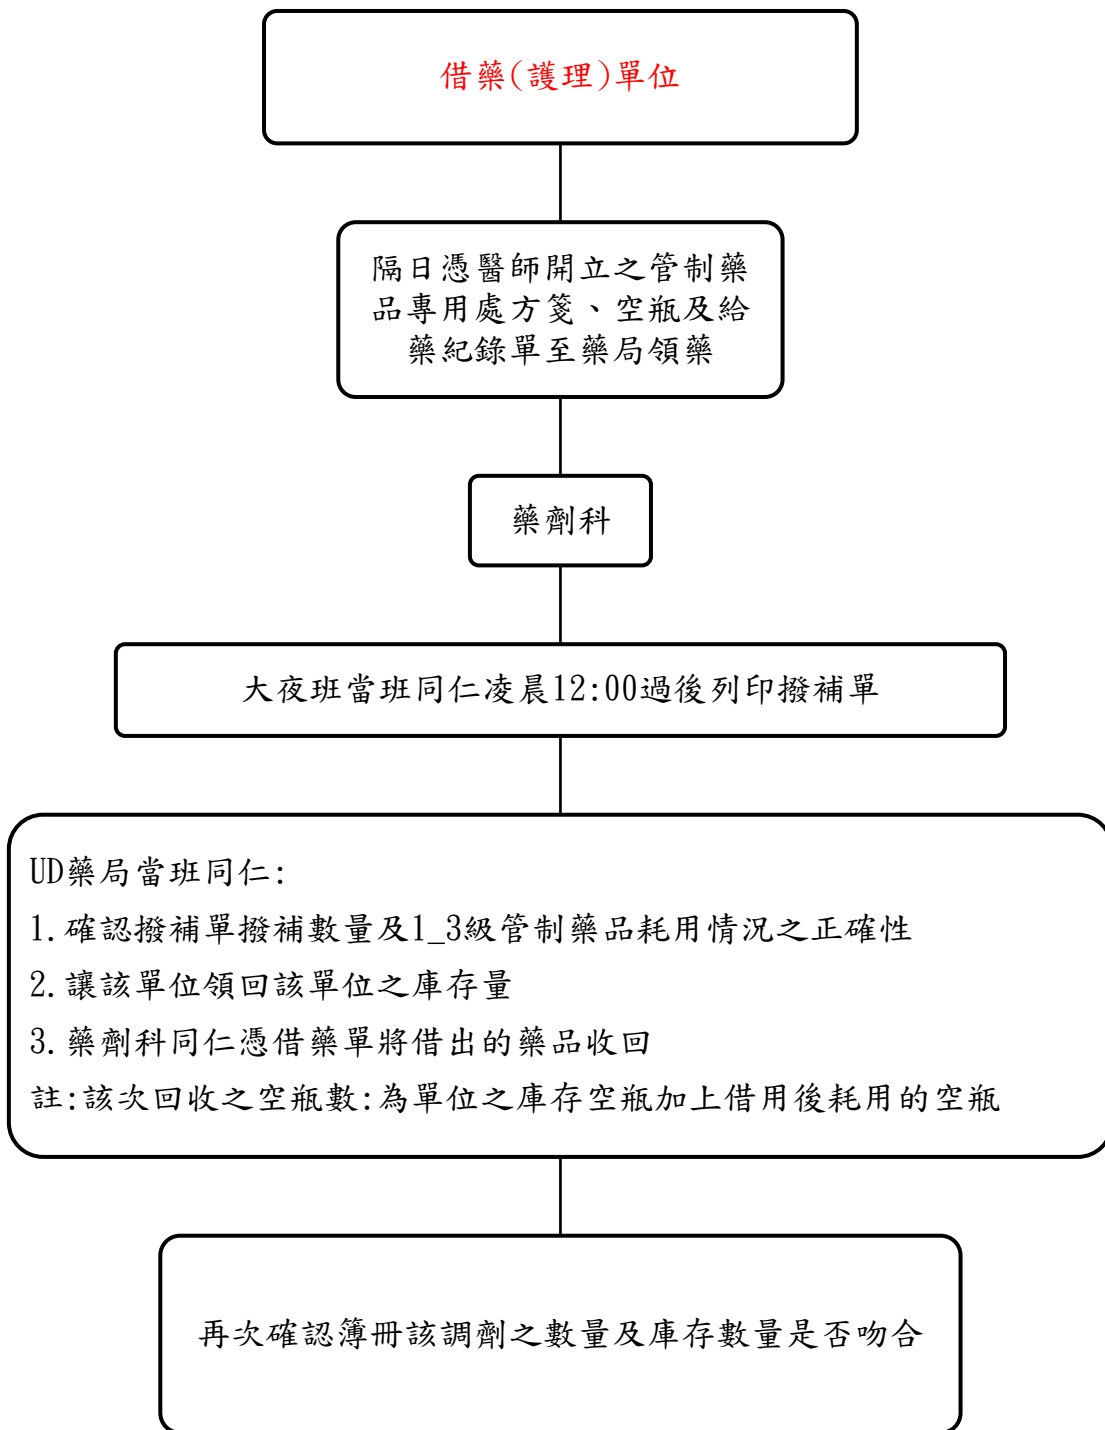 借藥(護理)單位
隔日憑醫師開立之管制藥
品專用處方箋、空瓶及給
藥紀錄單至藥局領藥
藥劑科
大夜班當班同仁凌晨12:00過後列印撥補單
UD藥局當班同仁:
1.確認撥補單撥補數量及1_3級管制藥品耗用情況之正確性
2.讓該單位領回該單位之庫存量
3.藥劑科同仁憑借藥單將借出的藥品收回
註:該次回收之空瓶數:為單位之庫存空瓶加上借用後耗用的空瓶
再次確認簿冊該調劑之數量及庫存數量是否吻合